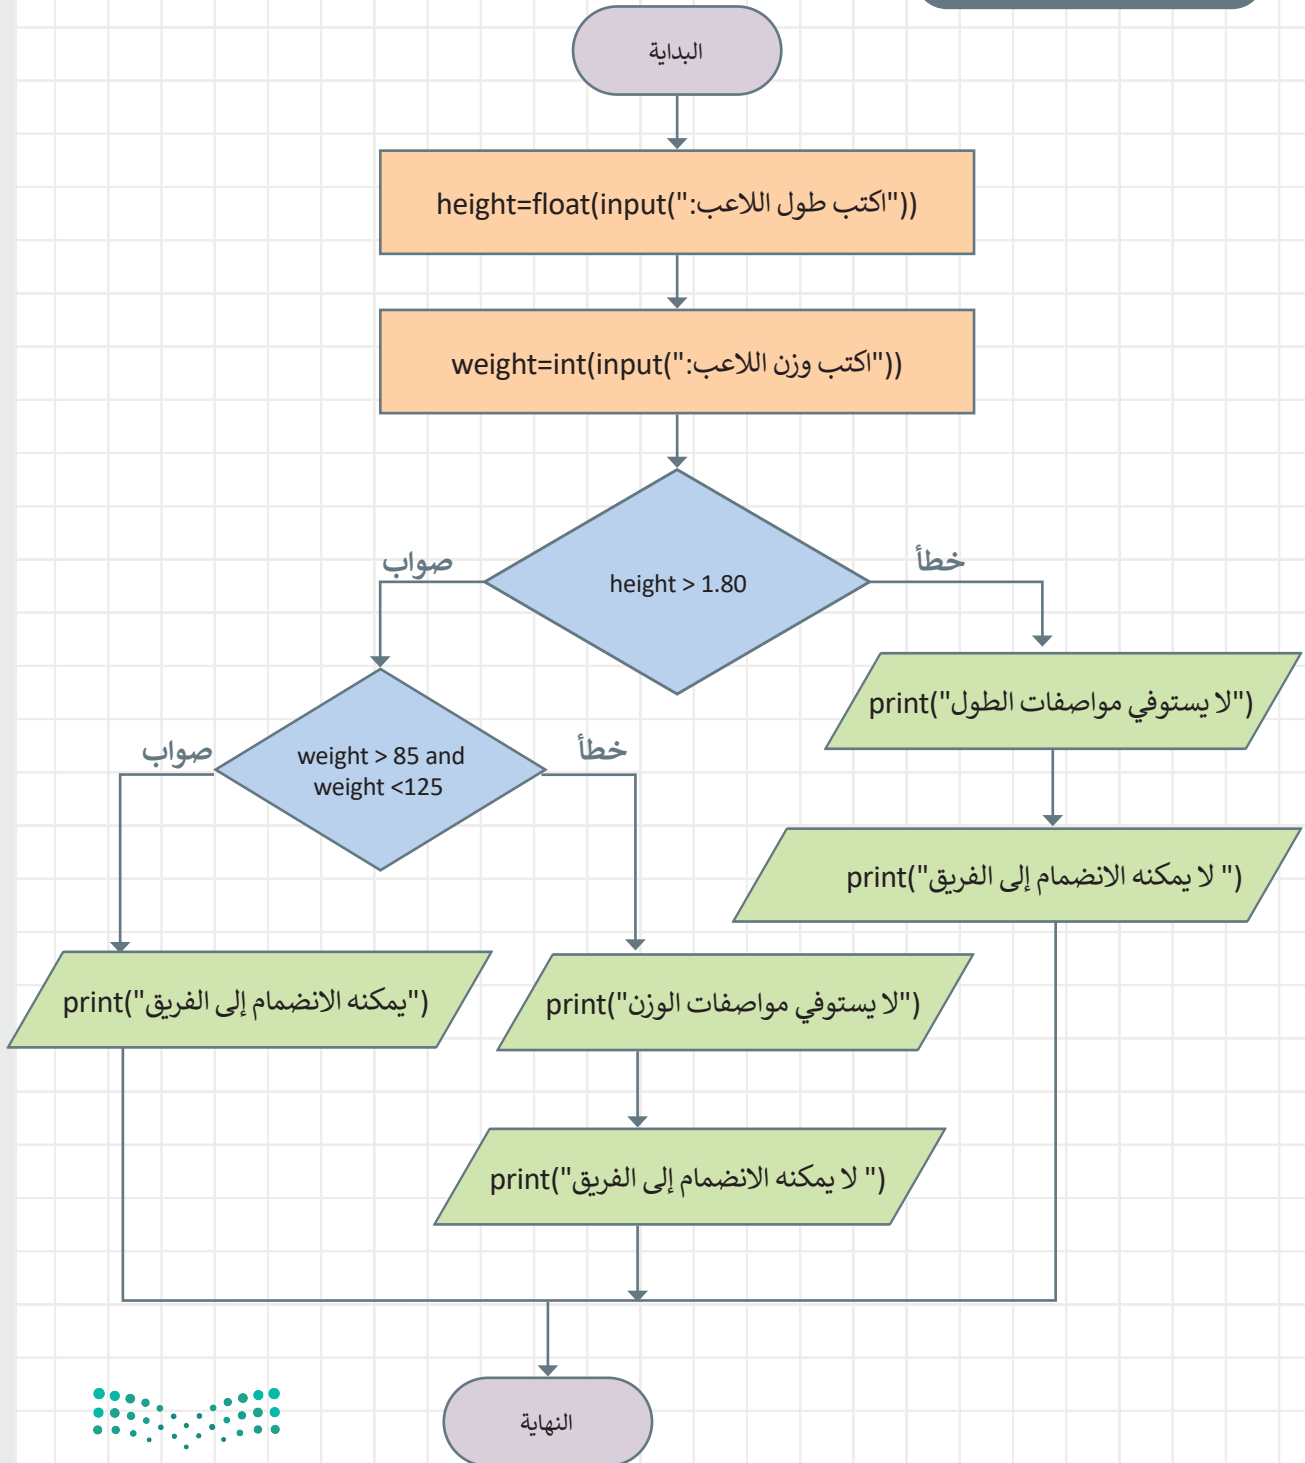 البداية
height=float(input("اكتب طول اللاعب:"))
weight=int(input("اكتب وزن اللاعب:"))
height > 1.80
صواب
خطأ
print("لا يستوفي مواصفات الطول")
print("لا يمكنه الانضمام إلى الفريق ")
weight > 85 and
weight <125
صواب
خطأ
print("يمكنه الانضمام إلى الفريق")
print("لا يستوفي مواصفات الوزن")
print("لا يمكنه الانضمام إلى الفريق ")
النهاية